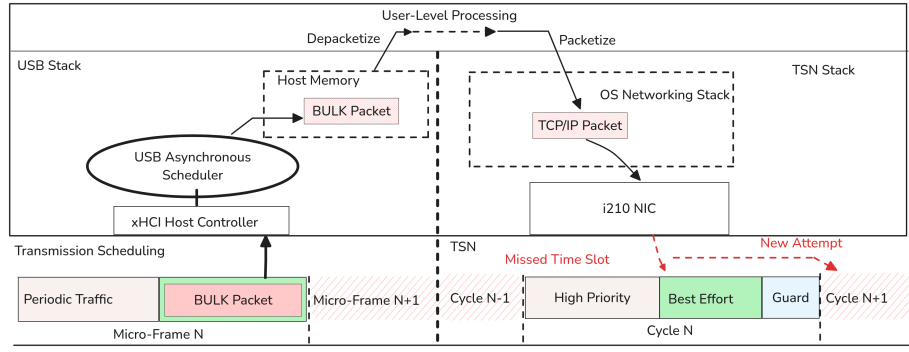 User-Level Processing
Depacketize
Packetize
USB Stack
TSN Stack
Host Memory
BULK Packet
OS Networking Stack
TCP/IP Packet
USB Asynchronous
Scheduler
xHCI Host Controller
i210 NIC
Transmission Scheduling
TSN
Missed Time Slot
New Attempt
Periodic Traffic
BULK Packet
Micro-Frame N+1
Cycle N-1
High Priority
Best Effort
Guard
Cycle N+1
Micro-Frame N
Cycle N